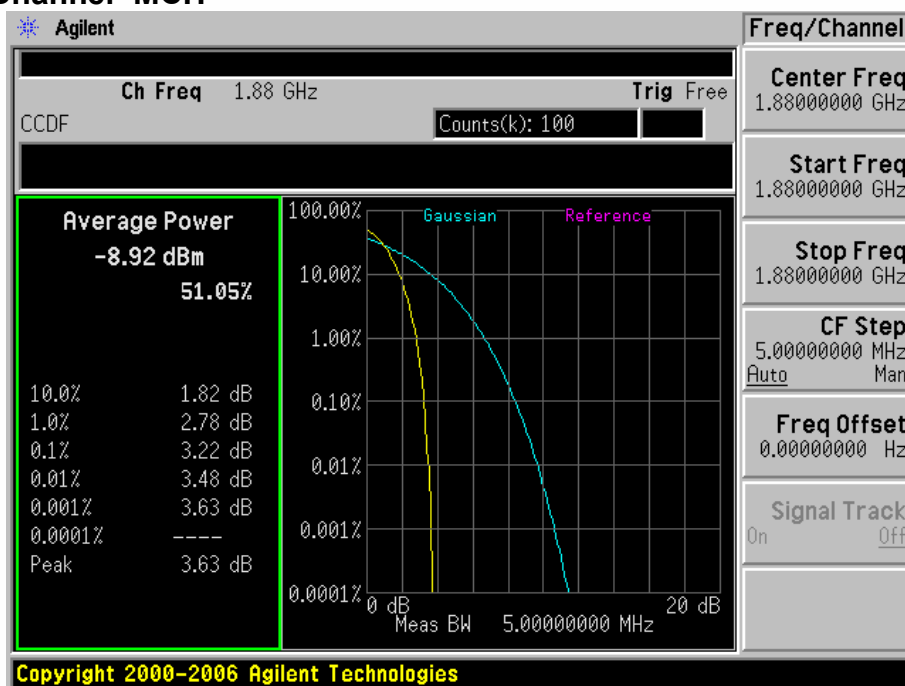 Agilent
Freq/Channel
Ch Freq 1.88 GHz Trig Free
CCDF Counts(k): 100
Average Power
-8.92 dBm
51.05%
10.0% 1.82 dB
1.0% 2.78 dB
0.1% 3.22 dB
0.01% 3.48 dB
0.001% 3.63 dB
0.0001% ----
Peak 3.63 dB
Gaussian Reference
100.00%
10.00%
1.00%
0.10%
0.01%
0.001%
0.0001%
0 dB 20 dB
Meas BW 5.00000000 MHz
Center Freq
1.88000000 GHz
Start Freq
1.88000000 GHz
Stop Freq
1.88000000 GHz
CF Step
5.00000000 MHz
Auto Man
Freq Offset
0.00000000 Hz
Signal Track
On Off
Copyright 2000-2006 Agilent Technologies